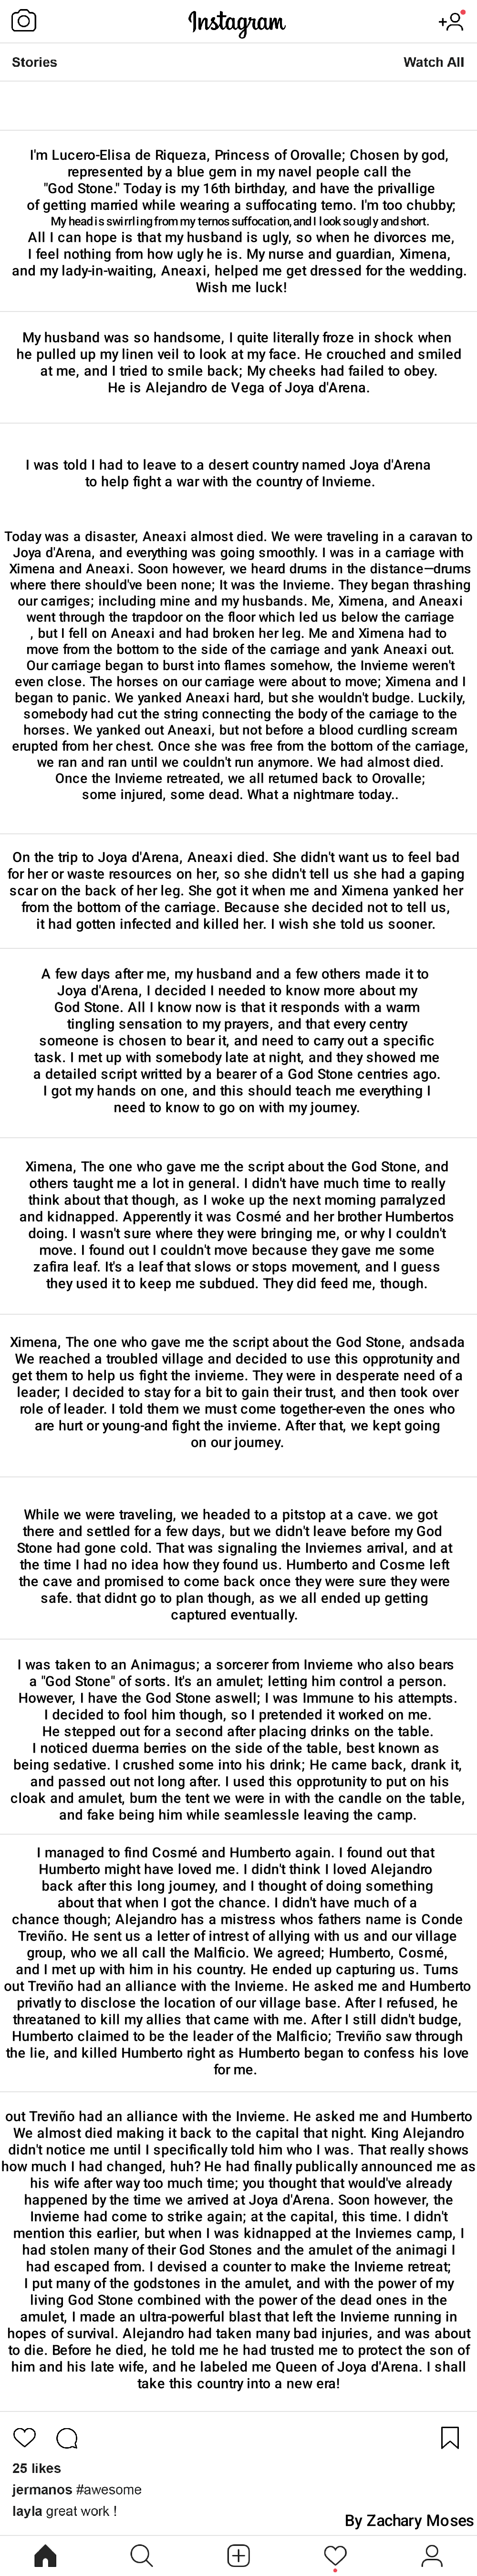 Instagram
Stories
Watch All
I'm Lucero-Elisa de Riqueza, Princess of Orovalle; Chosen by god,
represented by a blue gem in my navel people call the
"God Stone." Today is my 16th birthday, and have the privallige
of getting married while wearing a suffocating terno. I'm too chubby;
My head is swirrling from my ternos suffocation, and I look so ugly and short.
All I can hope is that my husband is ugly, so when he divorces me,
I feel nothing from how ugly he is. My nurse and guardian, Ximena,
and my lady-in-waiting, Aneaxi, helped me get dressed for the wedding.
Wish me luck!
My husband was so handsome, I quite literally froze in shock when
he pulled up my linen veil to look at my face. He crouched and smiled
at me, and I tried to smile back; My cheeks had failed to obey.
He is Alejandro de Vega of Joya d'Arena.
I was told I had to leave to a desert country named Joya d'Arena
to help fight a war with the country of Invierne.
Today was a disaster, Aneaxi almost died. We were traveling in a caravan to
Joya d'Arena, and everything was going smoothly. I was in a carriage with
Ximena and Aneaxi. Soon however, we heard drums in the distance—drums
where there should've been none; It was the Invierne. They began thrashing
our carriges; including mine and my husbands. Me, Ximena, and Aneaxi
went through the trapdoor on the floor which led us below the carriage
, but I fell on Aneaxi and had broken her leg. Me and Ximena had to
move from the bottom to the side of the carriage and yank Aneaxi out.
Our carriage began to burst into flames somehow, the Invierne weren't
even close. The horses on our carriage were about to move; Ximena and I
began to panic. We yanked Aneaxi hard, but she wouldn't budge. Luckily,
somebody had cut the string connecting the body of the carriage to the
horses. We yanked out Aneaxi, but not before a blood curdling scream
erupted from her chest. Once she was free from the bottom of the carriage,
we ran and ran until we couldn't run anymore. We had almost died.
Once the Invierne retreated, we all returned back to Orovalle;
some injured, some dead. What a nightmare today..
On the trip to Joya d'Arena, Aneaxi died. She didn't want us to feel bad
for her or waste resources on her, so she didn't tell us she had a gaping
scar on the back of her leg. She got it when me and Ximena yanked her
from the bottom of the carriage. Because she decided not to tell us,
it had gotten infected and killed her. I wish she told us sooner.
A few days after me, my husband and a few others made it to
Joya d'Arena, I decided I needed to know more about my
God Stone. All I know now is that it responds with a warm
tingling sensation to my prayers, and that every centry
someone is chosen to bear it, and need to carry out a specific
task. I met up with somebody late at night, and they showed me
a detailed script writted by a bearer of a God Stone centries ago.
I got my hands on one, and this should teach me everything I
need to know to go on with my journey.
Ximena, The one who gave me the script about the God Stone, and
others taught me a lot in general. I didn't have much time to really
think about that though, as I woke up the next morning parralyzed
and kidnapped. Apperently it was Cosmé and her brother Humbertos
doing. I wasn't sure where they were bringing me, or why I couldn't
move. I found out I couldn't move because they gave me some
zafira leaf. It's a leaf that slows or stops movement, and I guess
they used it to keep me subdued. They did feed me, though.
Ximena, The one who gave me the script about the God Stone, andsada
We reached a troubled village and decided to use this opprotunity and
get them to help us fight the invierne. They were in desperate need of a
leader; I decided to stay for a bit to gain their trust, and then took over
role of leader. I told them we must come together-even the ones who
are hurt or young-and fight the invierne. After that, we kept going
on our journey.
While we were traveling, we headed to a pitstop at a cave. we got
there and settled for a few days, but we didn't leave before my God
Stone had gone cold. That was signaling the Inviernes arrival, and at
the time I had no idea how they found us. Humberto and Cosme left
the cave and promised to come back once they were sure they were
safe. that didnt go to plan though, as we all ended up getting
captured eventually.
I was taken to an Animagus; a sorcerer from Invierne who also bears
a "God Stone" of sorts. It's an amulet; letting him control a person.
However, I have the God Stone aswell; I was Immune to his attempts.
I decided to fool him though, so I pretended it worked on me.
He stepped out for a second after placing drinks on the table.
I noticed duerma berries on the side of the table, best known as
being sedative. I crushed some into his drink; He came back, drank it,
and passed out not long after. I used this opprotunity to put on his
cloak and amulet, burn the tent we were in with the candle on the table,
and fake being him while seamlessle leaving the camp.
I managed to find Cosmé and Humberto again. I found out that
Humberto might have loved me. I didn't think I loved Alejandro
back after this long journey, and I thought of doing something
about that when I got the chance. I didn't have much of a
chance though; Alejandro has a mistress whos fathers name is Conde
Treviño. He sent us a letter of intrest of allying with us and our village
group, who we all call the Malficio. We agreed; Humberto, Cosmé,
and I met up with him in his country. He ended up capturing us. Turns
out Treviño had an alliance with the Invierne. He asked me and Humberto
privatly to disclose the location of our village base. After I refused, he
threatened to kill my allies that came with me. After I still didn't budge,
Humberto claimed to be the leader of the Malficio; Treviño saw through
the lie, and killed Humberto right as Humberto began to confess his love
for me.
out Treviño had an alliance with the Invierne. He asked me and Humberto
We almost died making it back to the capital that night. King Alejandro
didn't notice me until I specifically told him who I was. That really shows
how much I had changed, huh? He had finally publically announced me as
his wife after way too much time; you thought that would've already
happened by the time we arrived at Joya d'Arena. Soon however, the
Invierne had come to strike again; at the capital, this time. I didn't
mention this earlier, but when I was kidnapped at the Inviernes camp, I
had stolen many of their God Stones and the amulet of the animagi I
had escaped from. I devised a counter to make the Invierne retreat;
I put many of the godstones in the amulet, and with the power of my
living God Stone combined with the power of the dead ones in the
amulet, I made an ultra-powerful blast that left the Invierne running in
hopes of survival. Alejandro had taken many bad injuries, and was about
to die. Before he died, he told me he had trusted me to protect the son of
him and his late wife, and he labeled me Queen of Joya d'Arena. I shall
take this country into a new era!
25 likes
jermanos #awesome
layla great work !
By Zachary Moses